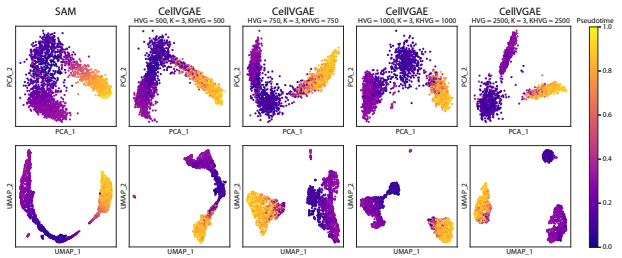 SAM
CellVGAE
HVG = 500, K = 3, KHVG = 500
CellVGAE
HVG = 750, K = 3, KHVG = 750
CellVGAE
HVG = 1000, K = 3, KHVG = 1000
CellVGAE
HVG = 2500, K = 3, KHVG = 2500
Pseudotime
1.0
0.8
0.6
0.4
0.2
0.0
PCA_2
PCA_2
PCA_2
PCA_2
PCA_2
PCA_1
PCA_1
PCA_1
PCA_1
PCA_1
UMAP_2
UMAP_2
UMAP_2
UMAP_2
UMAP_2
UMAP_1
UMAP_1
UMAP_1
UMAP_1
UMAP_1